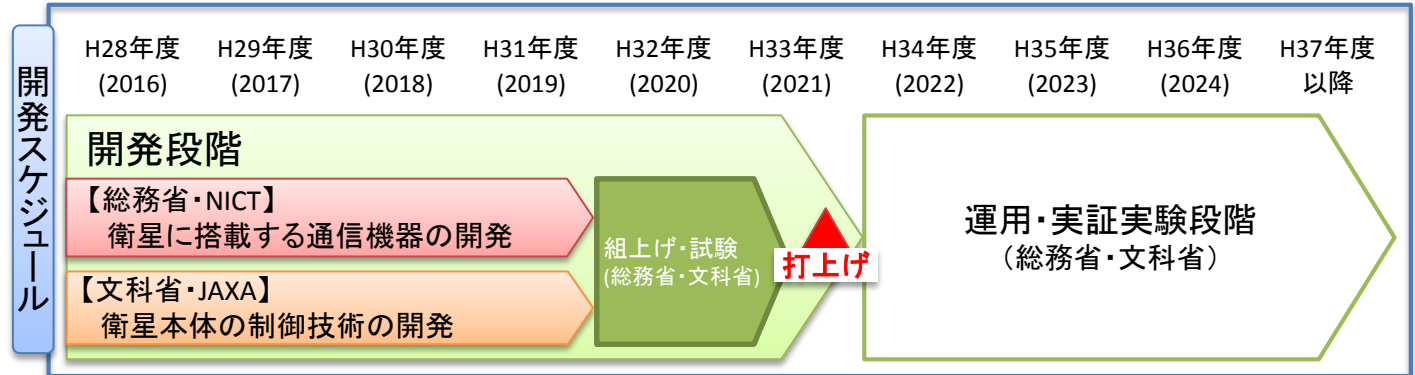 開発スケジュール
H28年度 H29年度 H30年度 H31年度 H32年度 H33年度 H34年度 H35年度 H36年度 H37年度
(2016) (2017) (2018) (2019) (2020) (2021) (2022) (2023) (2024) 以降
開発段階
【総務省・NICT】
衛星に搭載する通信機器の開発
【文科省・JAXA】
衛星本体の制御技術の開発
組上げ・試験
(総務省・文科省)
打上げ
運用・実証実験段階
（総務省・文科省）